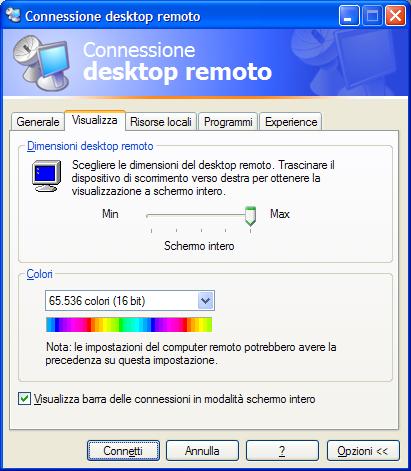 Connessione desktop remoto
Connessione
desktop remoto
Generale Visualizza Risorse locali Programmi Experience
Dimensioni desktop remoto
Scegliere le dimensioni del desktop remoto. Trascinare il
dispositivo di scorrimento verso destra per ottenere la
visualizzazione a schermo intero.
Min Max
Schermo intero
Colori
65.536 colori (16 bit)
Nota: le impostazioni del computer remoto potrebbero avere la
precedenza su questa impostazione.
Visualizza barra delle connessioni in modalità schermo intero
Connetti Annulla ? Opzioni <<